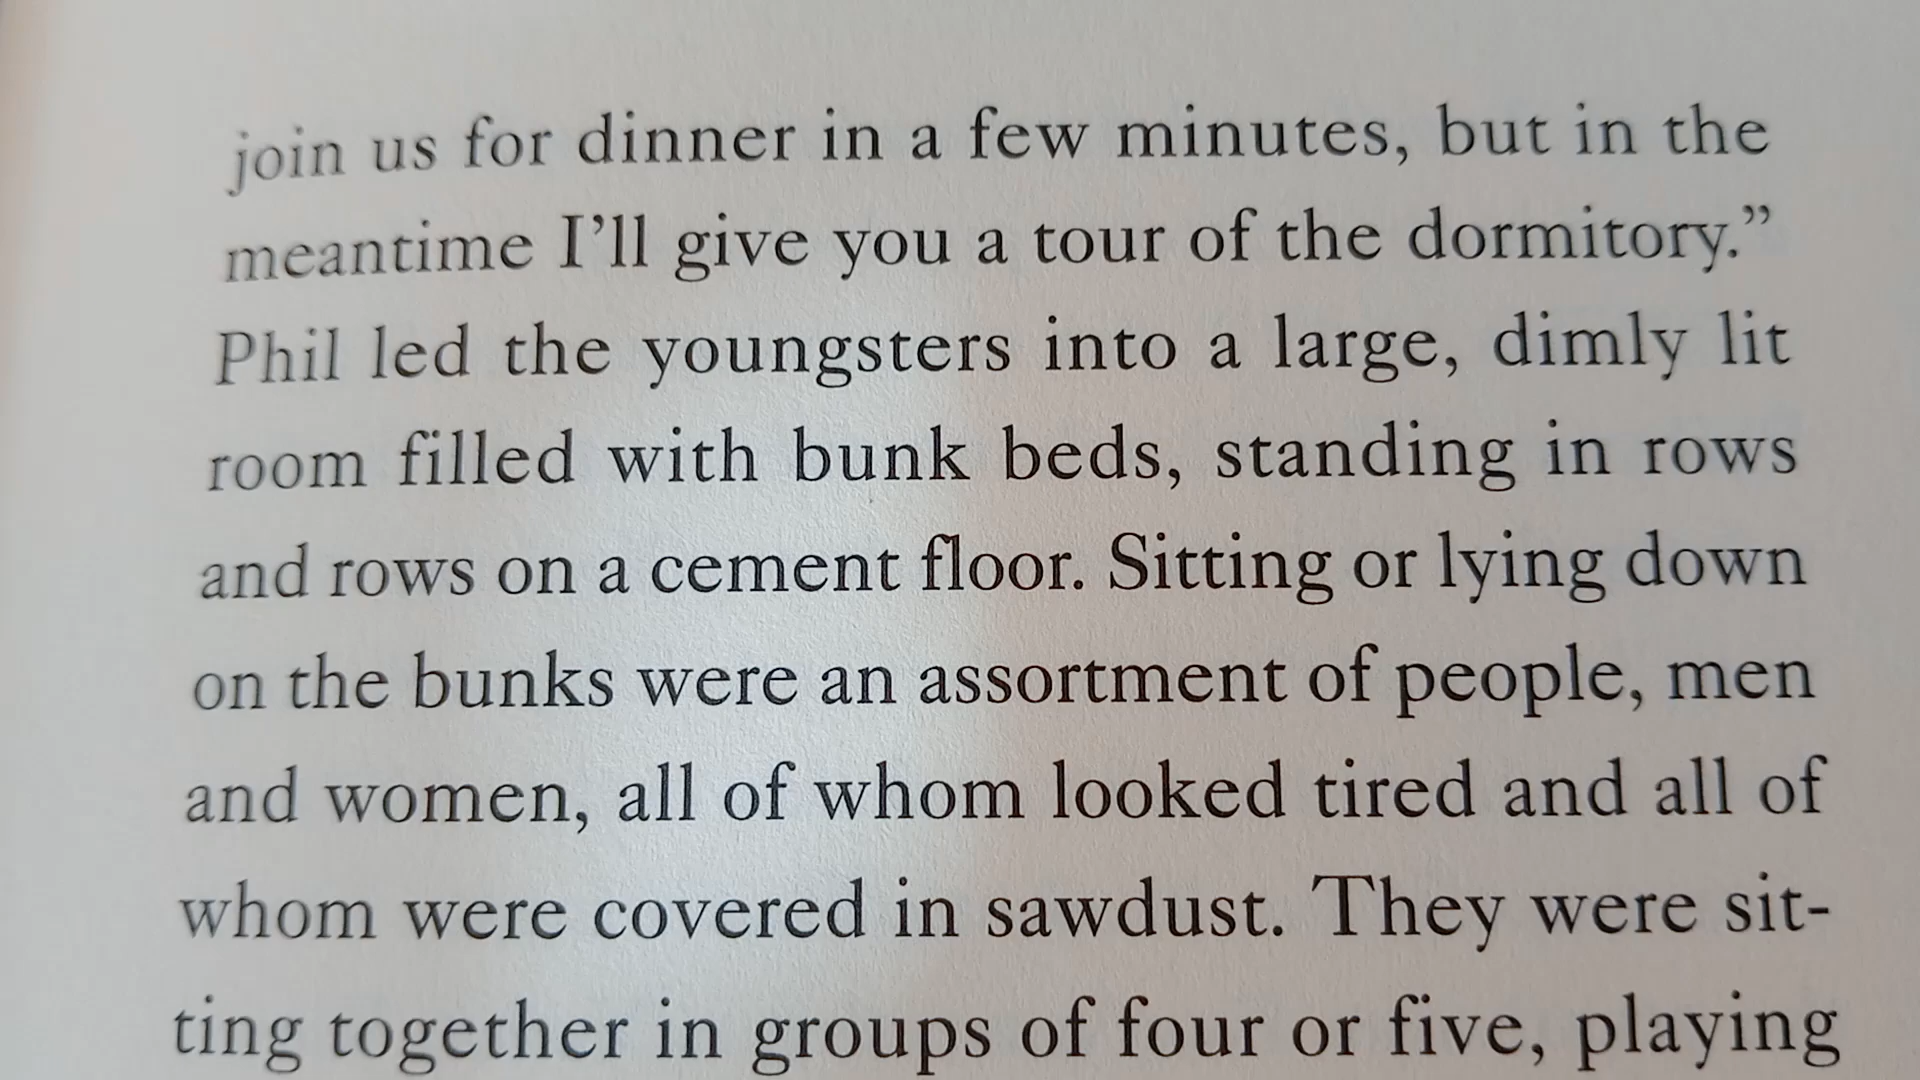 join us for dinner in a few minutes, but in the
meantime I’ll give you a tour of the dormitory.”
Phil led the youngsters into a large, dimly lit
room filled with bunk beds, standing in rows
and rows on a cement floor. Sitting or lying down
on the bunks were an assortment of people, men
and women, all of whom looked tired and all of
whom were covered in sawdust. They were sit-
ting together in groups of four or five, playing